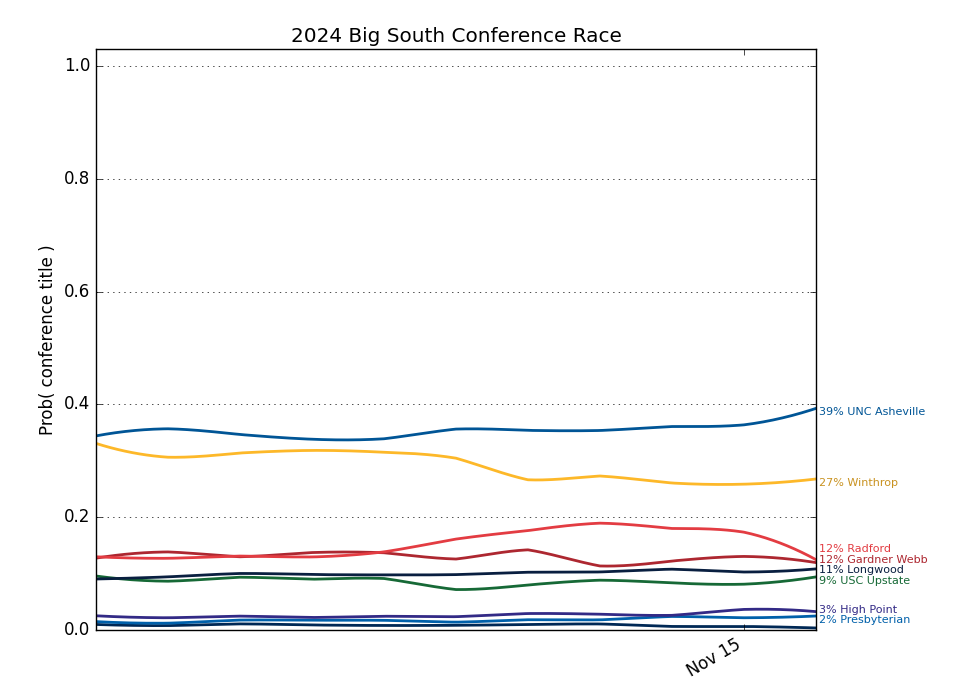 2024 Big South Conference Race
Prob( conference title )
1.0
0.8
0.6
0.4
0.2
0.0
39% UNC Asheville
27% Winthrop
12% Radford
12% Gardner Webb
11% Longwood
9% USC Upstate
3% High Point
2% Presbyterian
Nov 15